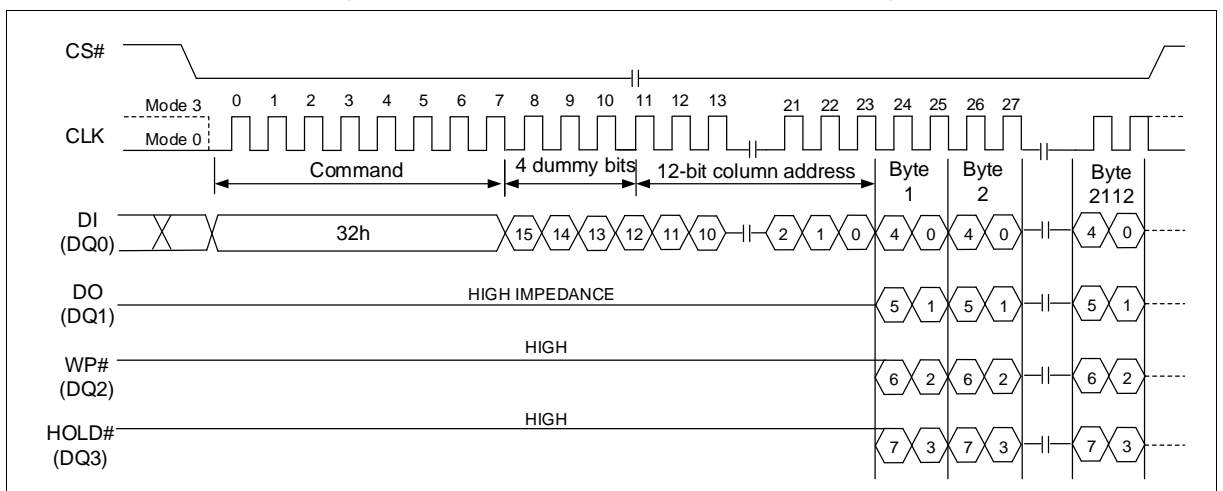 CS#
Mode 3 0 1 2 3 4 5 6 7 8 9 10 11 12 13 21 22 23 24 25 26 27
CLK
Mode 0
Command 4 dummy bits 12-bit column address Byte 1 Byte 2 Byte 2112
DI
(DQ0)
32h 15 14 13 12 11 10 2 1 0 4 0 4 0 4 0
DO
(DQ1)
HIGH IMPEDANCE 5 1 5 1 5 1
HIGH
WP#
(DQ2)
6 2 6 2 6 2
HIGH
HOLD#
(DQ3)
7 3 7 3 7 3